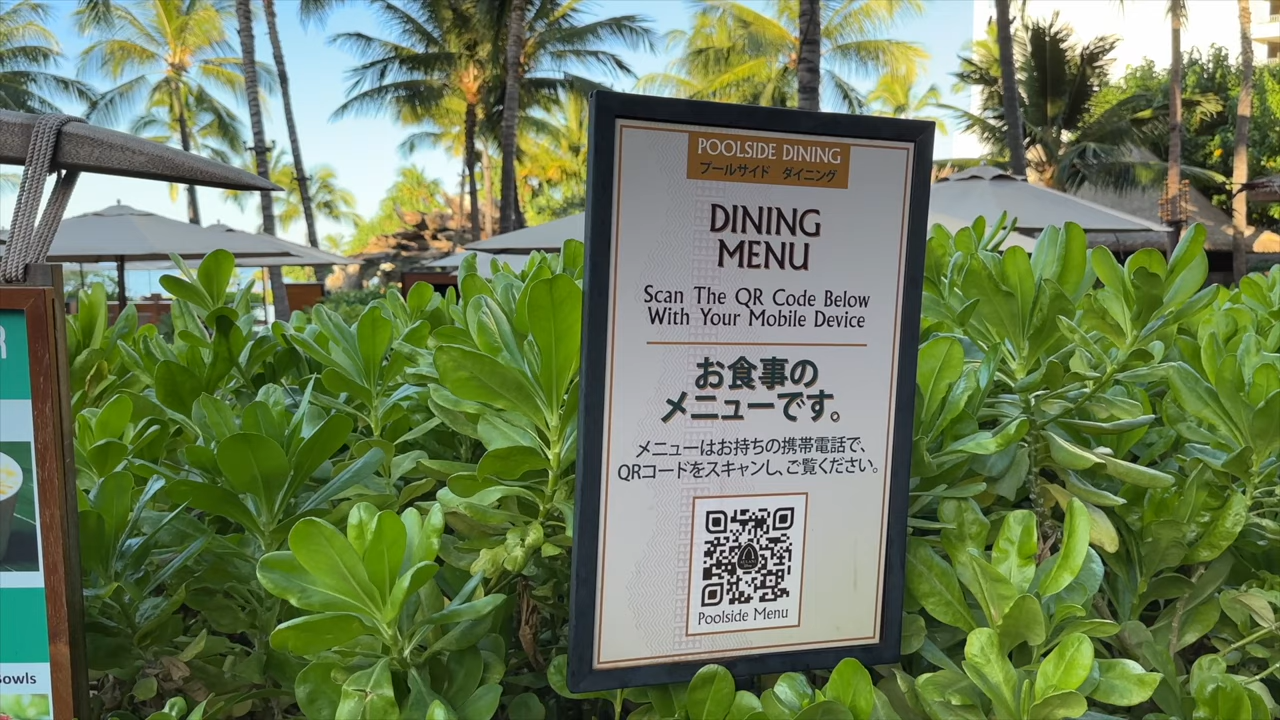 POOLSIDE DINING
プールサイド ダイニング
DINING
MENU
Scan The QR Code Below
With Your Mobile Device
お食事の
メニューです。
メニューはお持ちの携帯電話で、
QRコードをスキャンし、ご覧ください。
Poolside Menu
Bowls